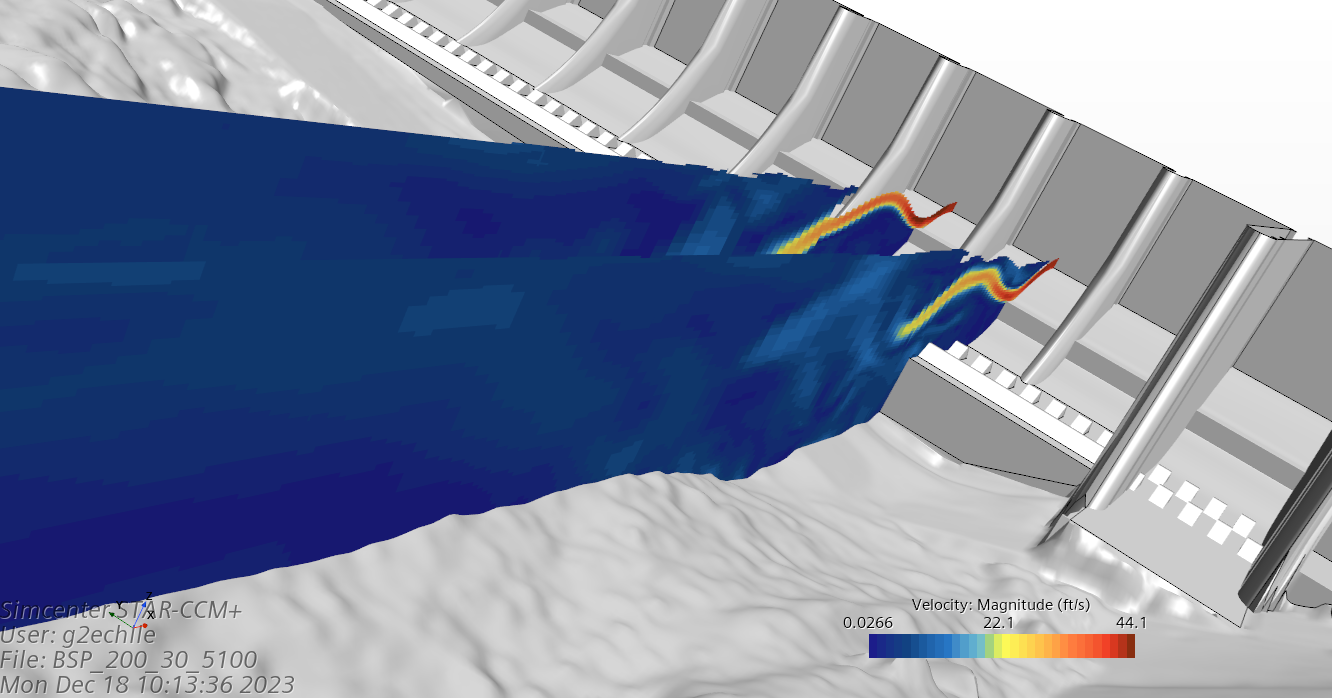 Velocity: Magnitude (ft/s)
0.0266 22.1 44.1
Z
Y
X
Simcenter STAR-CCM+
User: g2echlle
File: BSP_200_30_5100
Mon Dec 18 10:13:36 2023